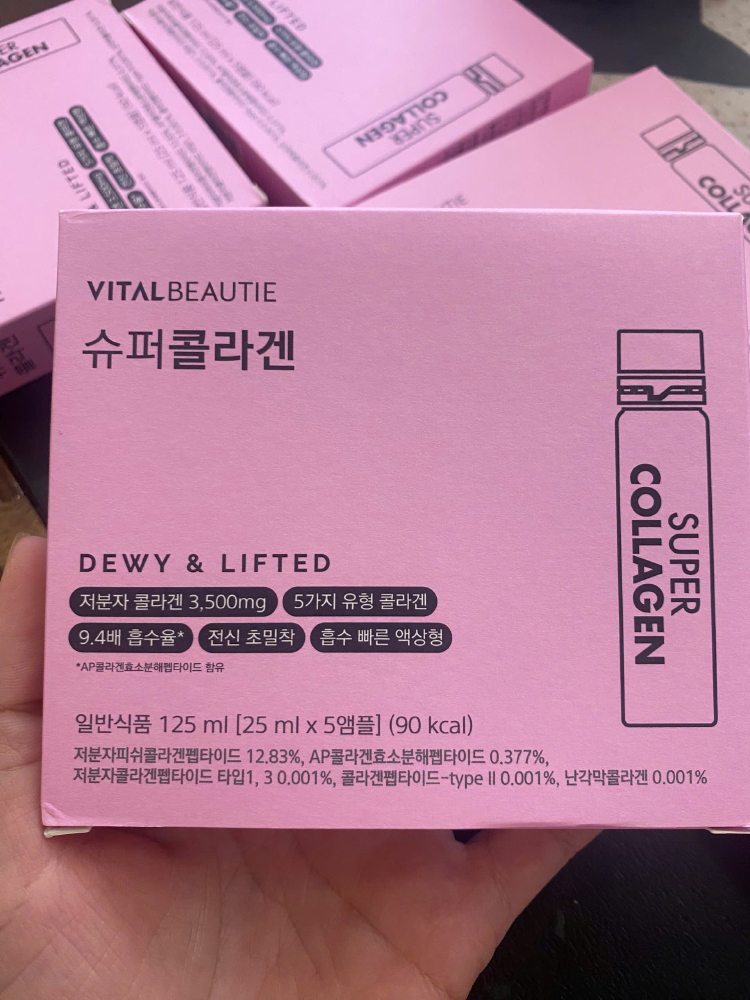 VITALBEAUTIE
슈퍼콜라겐
DEWY & LIFTED
저분자 콜라겐 3,500mg
5가지 유형 콜라겐
9.4배 흡수율*
전신 초밀착
흡수 빠른 액상형
*AP콜라겐효소분해펩타이드 함유
일반식품 125 ml [25 ml x 5앰플] (90 kcal)
저분자피쉬콜라겐펩타이드 12.83%, AP콜라겐효소분해펩타이드 0.377%,
저분자콜라겐펩타이드 타입1, 3 0.001%, 콜라겐펩타이드-type II 0.001%, 난각막콜라겐 0.001%
SUPER
COLLAGEN
SUPER
COLLAGEN
LIFTED